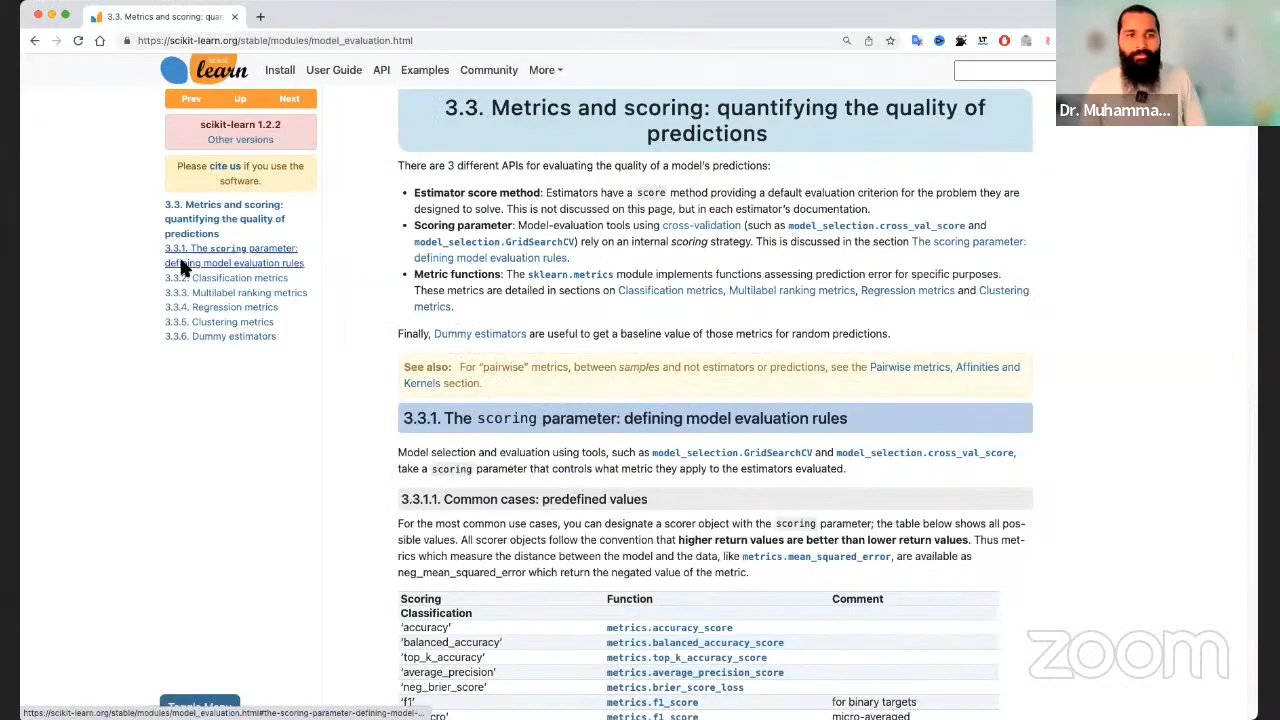 3.3. Metrics and scoring: quan
https://scikit-learn.org/stable/modules/model_evaluation.html
scikit
learn
Install
User Guide
API
Examples
Community
More
Prev
Up
Next
scikit-learn 1.2.2
Other versions
Please cite us if you use the
software.
3.3. Metrics and scoring:
quantifying the quality of
predictions
3.3.1. The scoring parameter:
defining model evaluation rules
3.3.2. Classification metrics
3.3.3. Multilabel ranking metrics
3.3.4. Regression metrics
3.3.5. Clustering metrics
3.3.6. Dummy estimators
3.3. Metrics and scoring: quantifying the quality of
predictions
There are 3 different APIs for evaluating the quality of a model's predictions:
• Estimator score method: Estimators have a score method providing a default evaluation criterion for the problem they are
designed to solve. This is not discussed on this page, but in each estimator's documentation.
• Scoring parameter: Model-evaluation tools using cross-validation (such as model_selection.cross_val_score and
model_selection.GridSearchCV) rely on an internal scoring strategy. This is discussed in the section The scoring parameter:
defining model evaluation rules.
• Metric functions: The sklearn.metrics module implements functions assessing prediction error for specific purposes.
These metrics are detailed in sections on Classification metrics, Multilabel ranking metrics, Regression metrics and Clustering
metrics.
Finally, Dummy estimators are useful to get a baseline value of those metrics for random predictions.
See also: For "pairwise" metrics, between samples and not estimators or predictions, see the Pairwise metrics, Affinities and
Kernels section.
3.3.1. The scoring parameter: defining model evaluation rules
Model selection and evaluation using tools, such as model_selection.GridSearchCV and model_selection.cross_val_score,
take a scoring parameter that controls what metric they apply to the estimators evaluated.
3.3.1.1. Common cases: predefined values
For the most common use cases, you can designate a scorer object with the scoring parameter; the table below shows all pos-
sible values. All scorer objects follow the convention that higher return values are better than lower return values. Thus met-
rics which measure the distance between the model and the data, like metrics.mean_squared_error, are available as
neg_mean_squared_error which return the negated value of the metric.
Scoring Function Comment
Classification
'accuracy' metrics.accuracy_score
'balanced_accuracy' metrics.balanced_accuracy_score
'top_k_accuracy' metrics.top_k_accuracy_score
'average_precision' metrics.average_precision_score
'neg_brier_score' metrics.brier_score_loss
'f1' metrics.f1_score for binary targets
metrics.f1_score micro-averaged
Toggle Menu
https://scikit-learn.org/stable/modules/model_evaluation.html#the-scoring-parameter-defining-model-...
Dr. Muhamma...
zoom